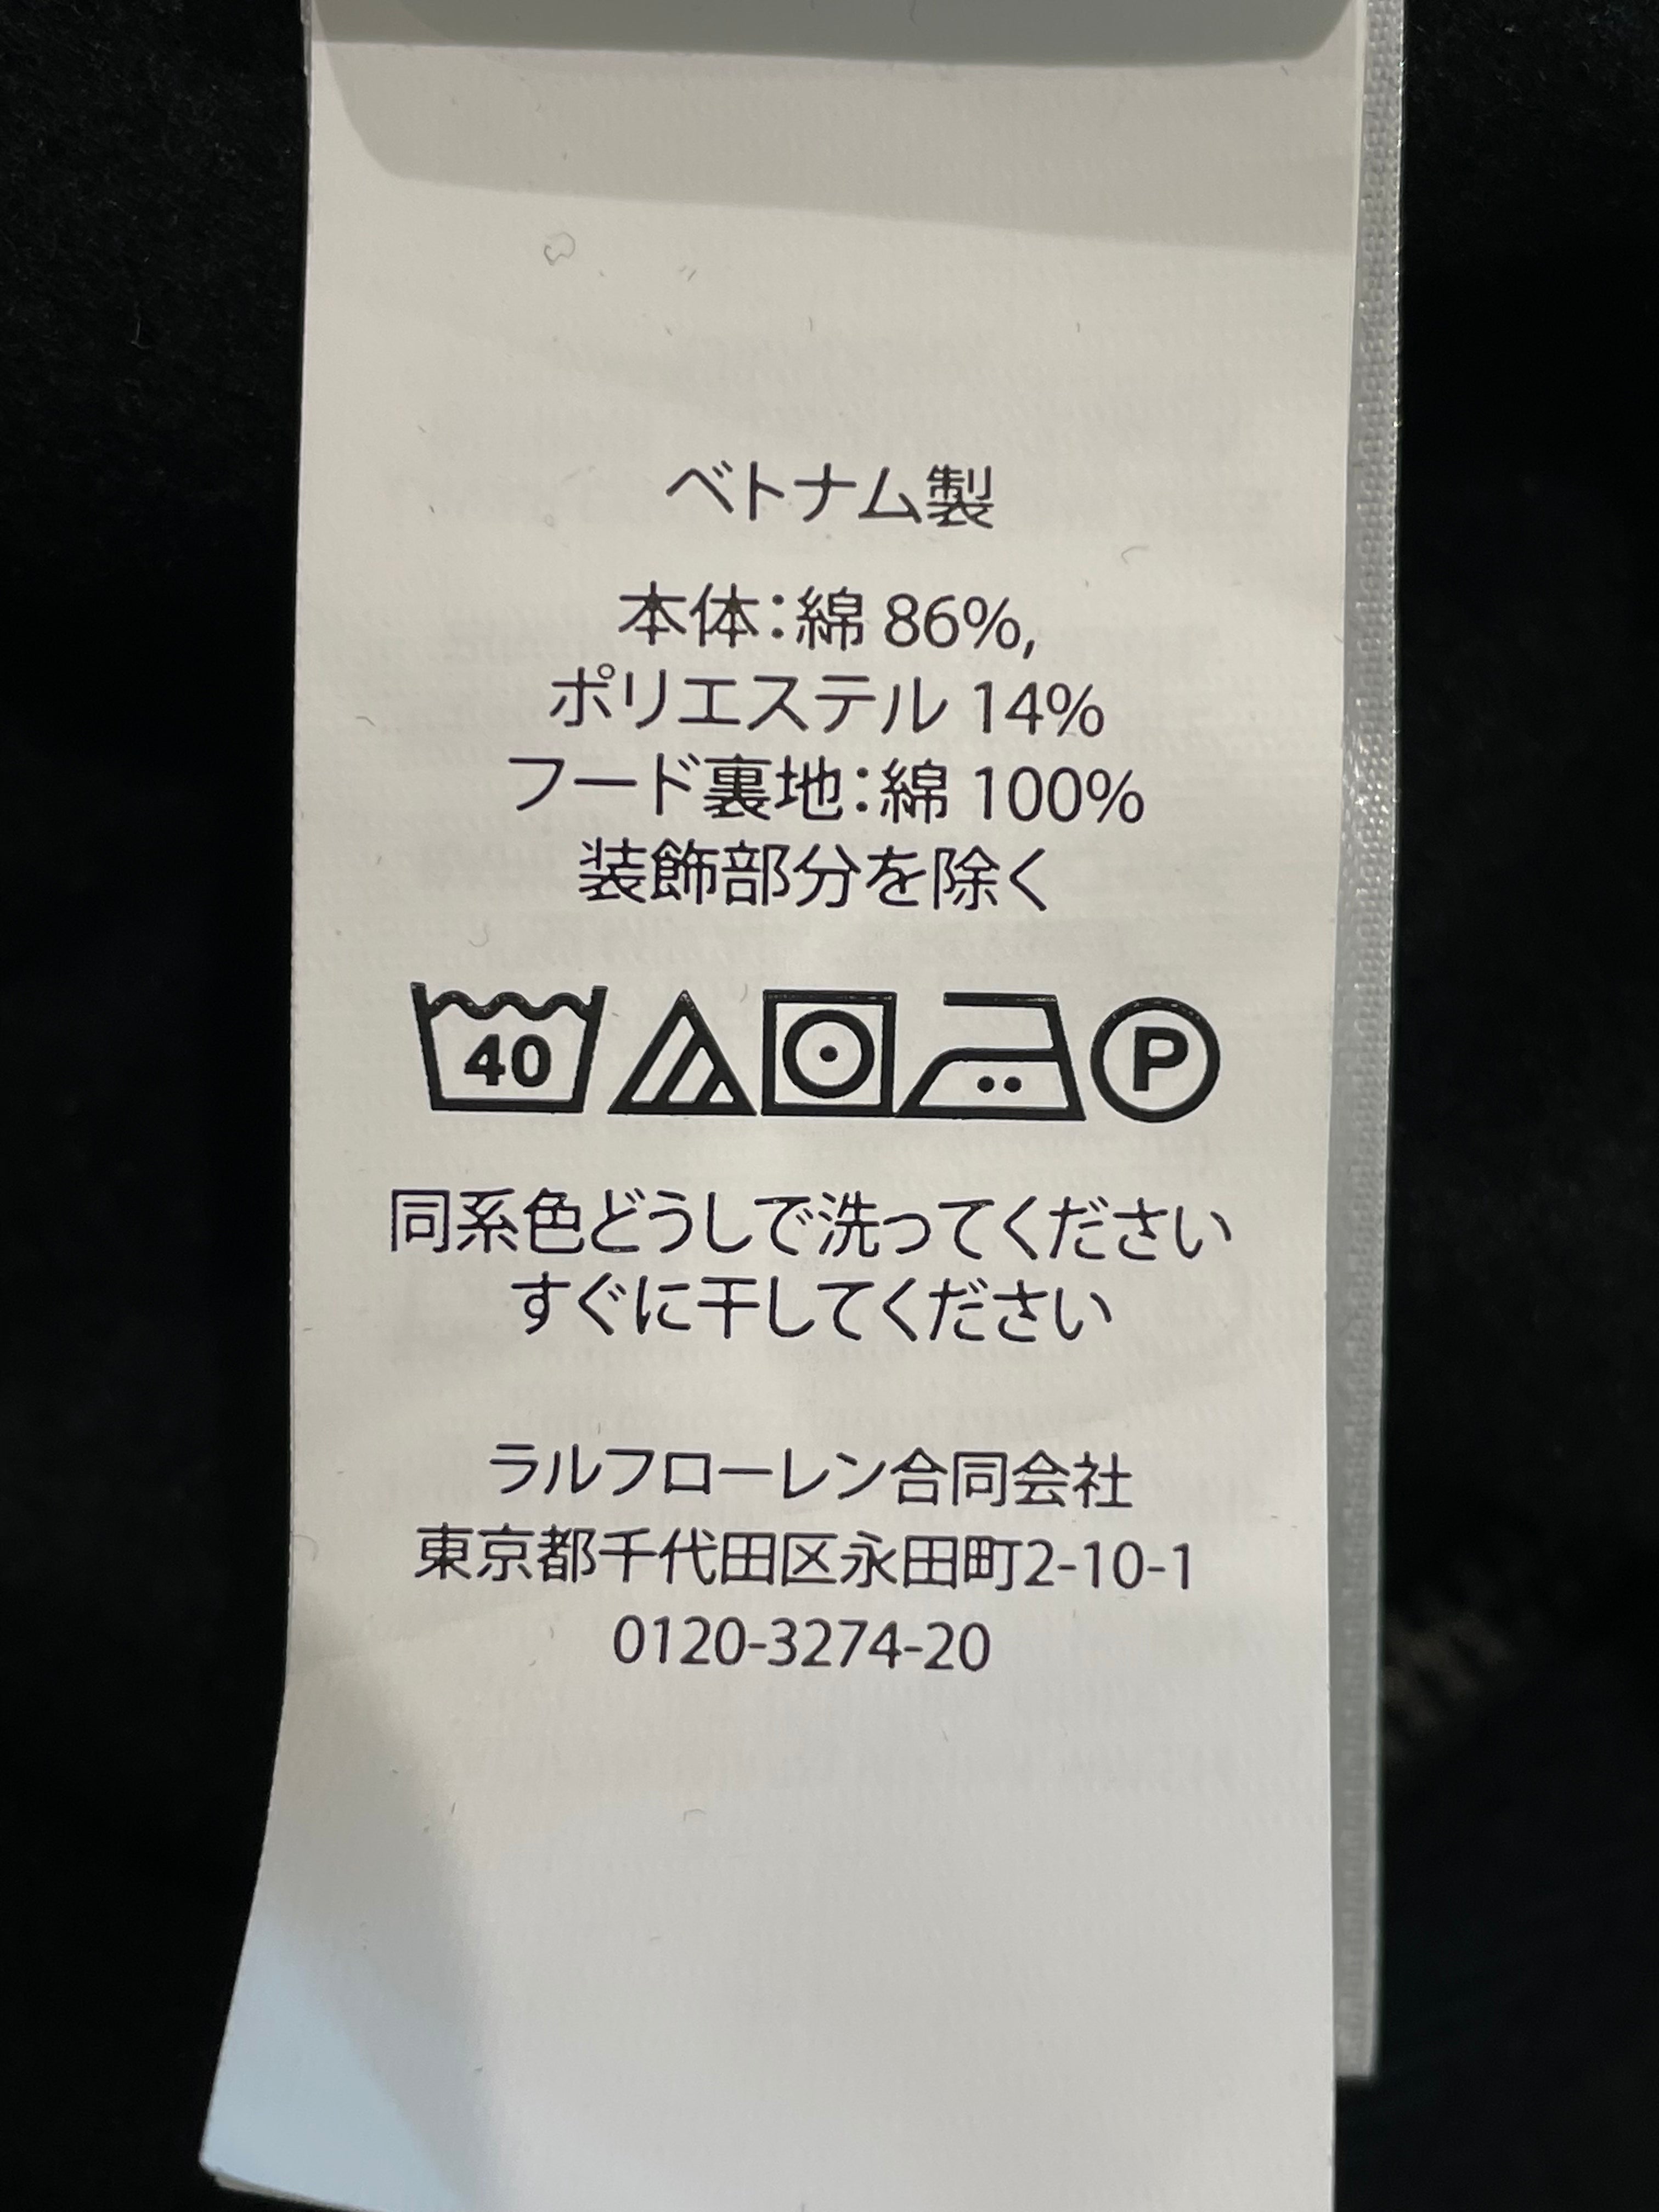 ベトナム製
本体：綿 86%,
ポリエステル 14%
フード裏地：綿 100%
装飾部分を除く
40 P
同系色どうしで洗ってください
すぐに干してください
ラルフローレン合同会社
東京都千代田区永田町2-10-1
0120-3274-20